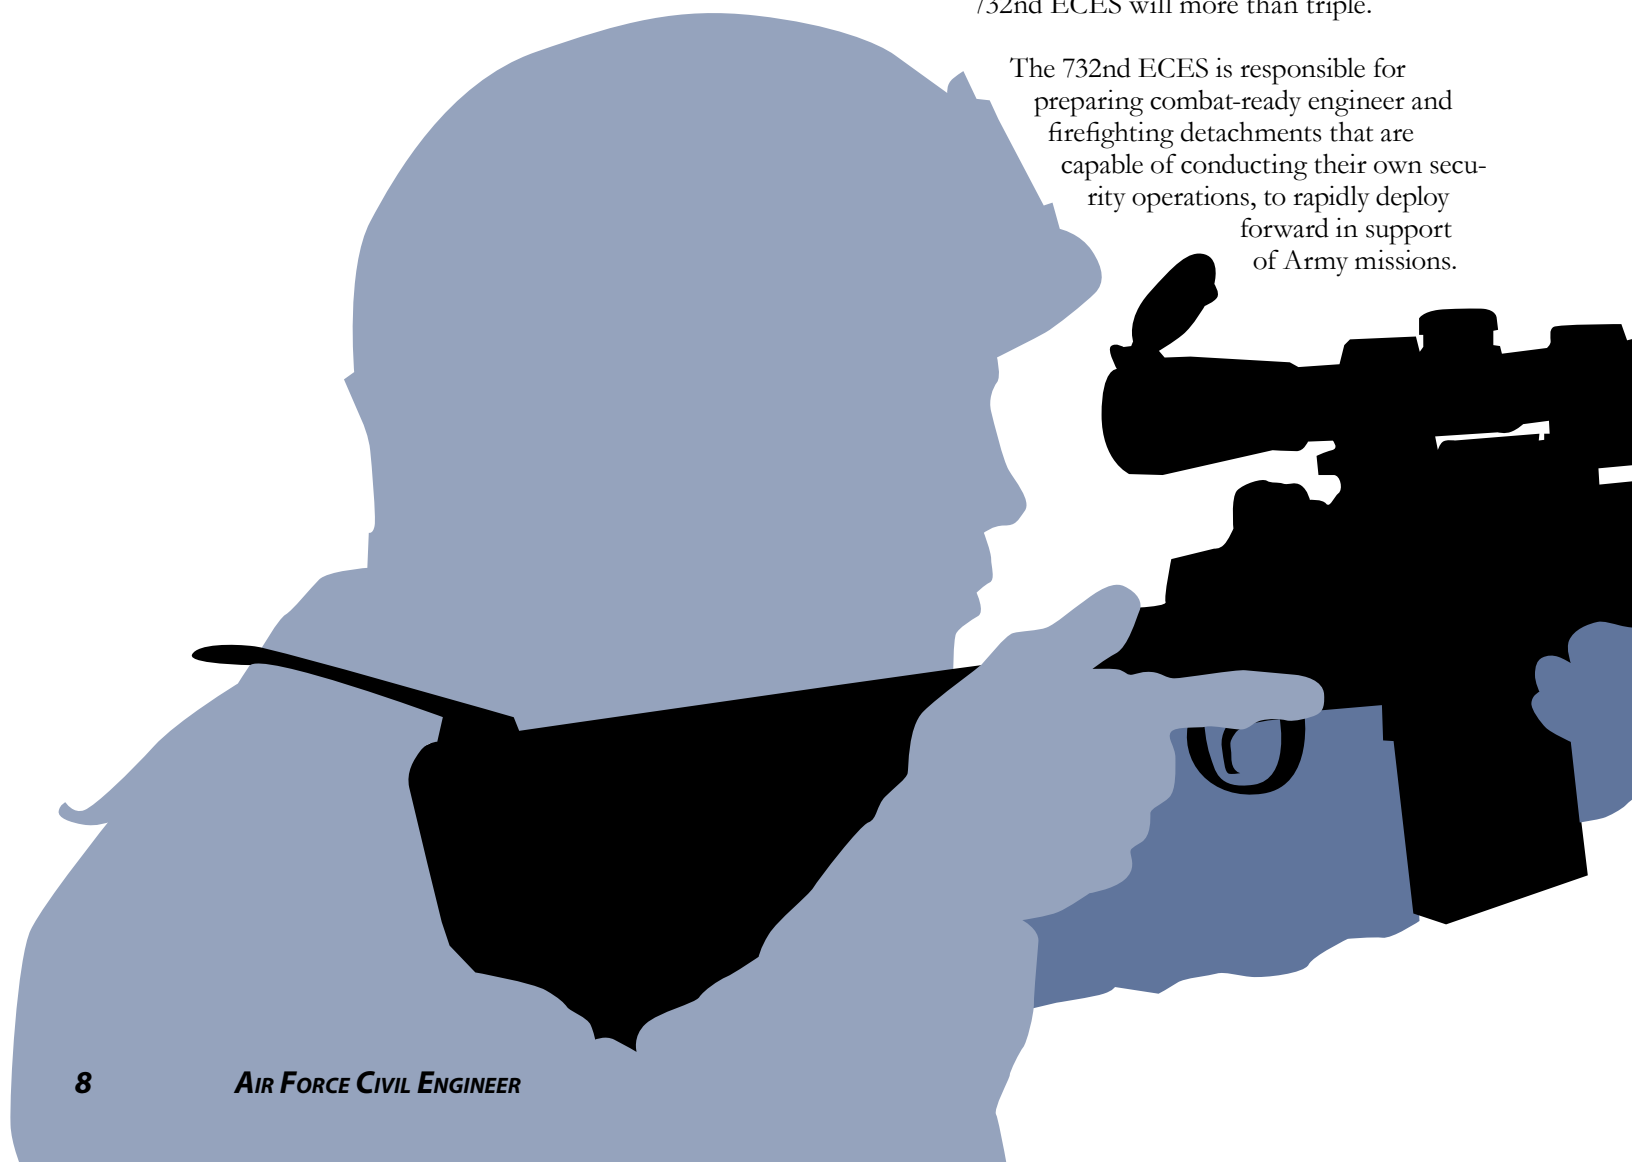 732nd ECES will more than triple.
The 732nd ECES is responsible for
preparing combat-ready engineer and
firefighting detachments that are
capable of conducting their own secu-
rity operations, to rapidly deploy
forward in support
of Army missions.
8 AIR FORCE CIVIL ENGINEER